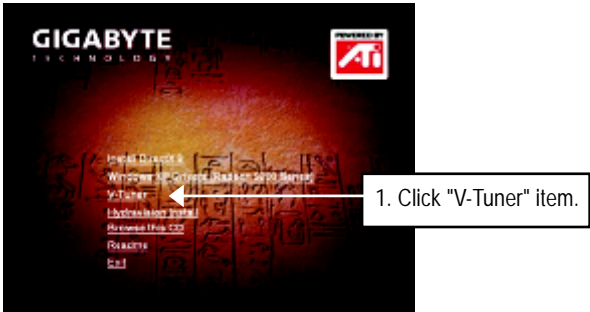 GIGABYTE
TECHNOLOGY
POWERED BY
ATI
Install DirectX 9
Windows XP Drivers (Radeon 9200 Series)
V-Tuner
Hydravision Install
Browse this CD
Readme
Exit
1. Click "V-Tuner" item.